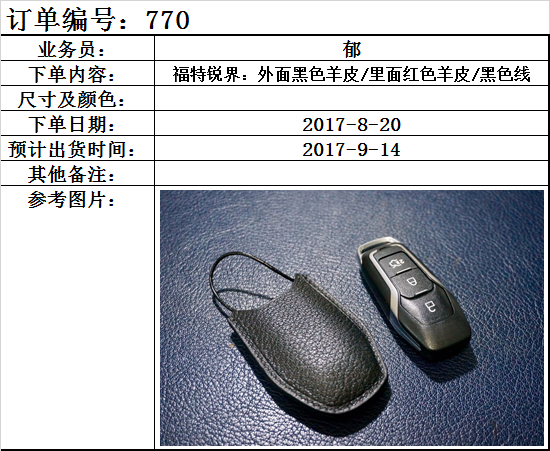 订单编号：770
业务员： 郁
下单内容： 福特锐界：外面黑色羊皮/里面红色羊皮/黑色线
尺寸及颜色：
下单日期： 2017-8-20
预计出货时间： 2017-9-14
其他备注：
参考图片：